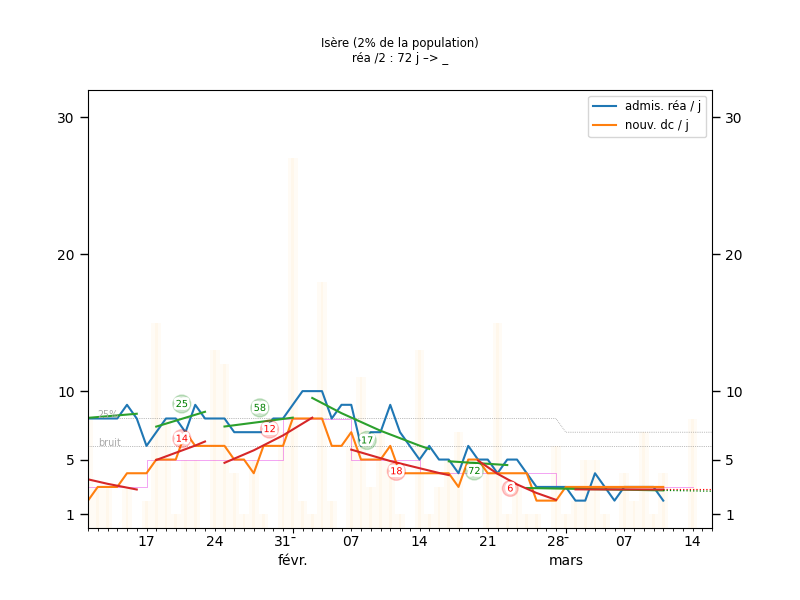 Isère (2% de la population)
réa /2 : 72 j –> _
admis. réa / j
nouv. dc / j
30 30
20 20
10 10
25%
25
58
12
14
bruit
17
5 5
18
72
6
1 1
17 24 31 07 14 21 28 07 14
févr. mars